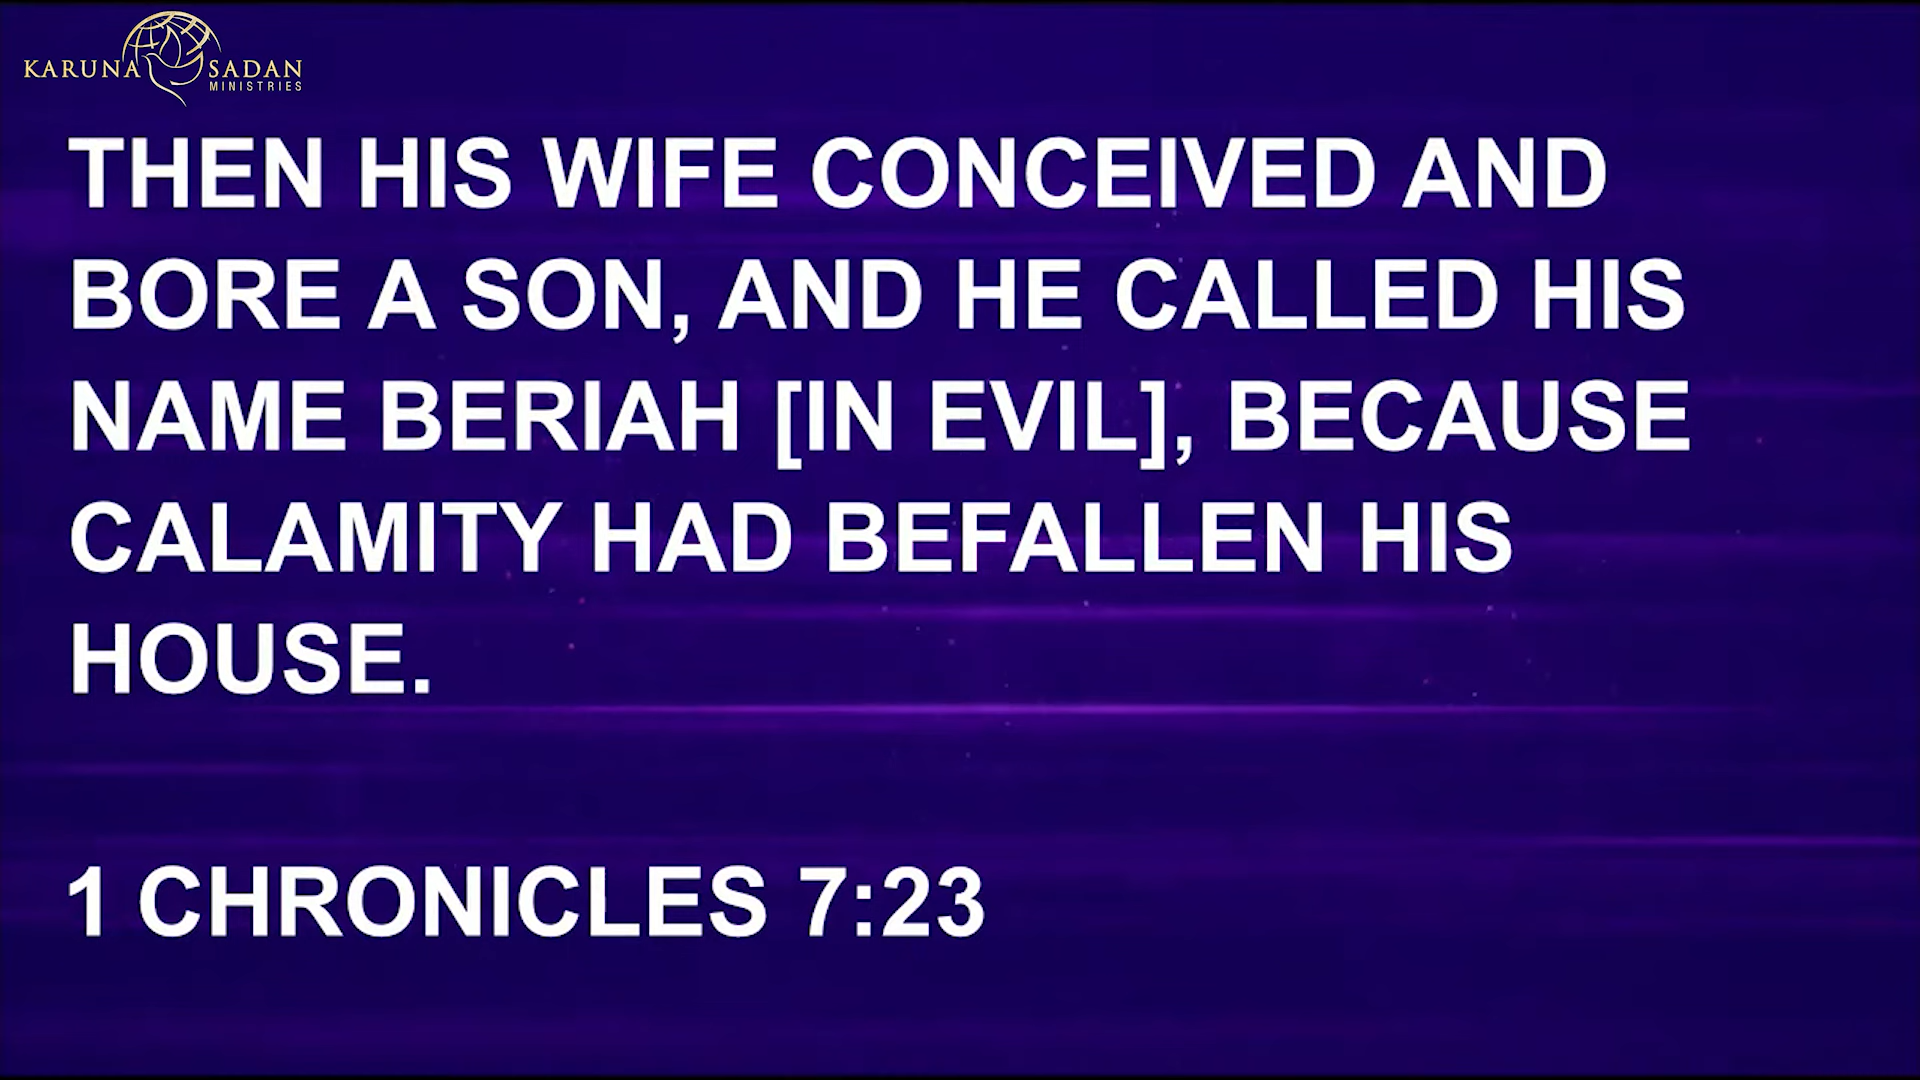 KARUNA SADAN
MINISTRIES
THEN HIS WIFE CONCEIVED AND
BORE A SON, AND HE CALLED HIS
NAME BERIAH [IN EVIL], BECAUSE
CALAMITY HAD BEFALLEN HIS
HOUSE.
1 CHRONICLES 7:23